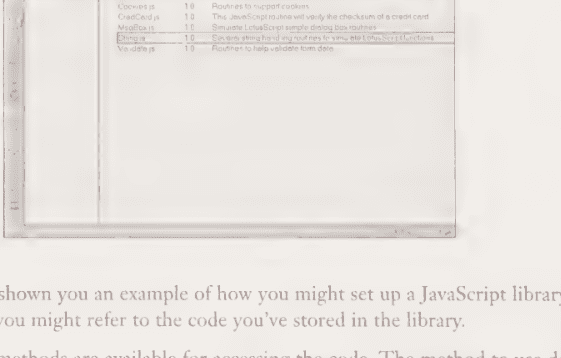 Cookies.js 1.0 Routines to support cookies
CredCard.js 1.0 This JavaScript routine will verify the checksum of a credit card
MsgBox.js 1.0 Simulate LotusScript simple dialog box routines
String.js 1.0 Several string handling routines to simulate LotusScript functions
Validate.js 1.0 Routines to help validate form data
shown you an example of how you might set up a JavaScript library
you might refer to the code you've stored in the library.
methods are available for accessing the code. The method to use d